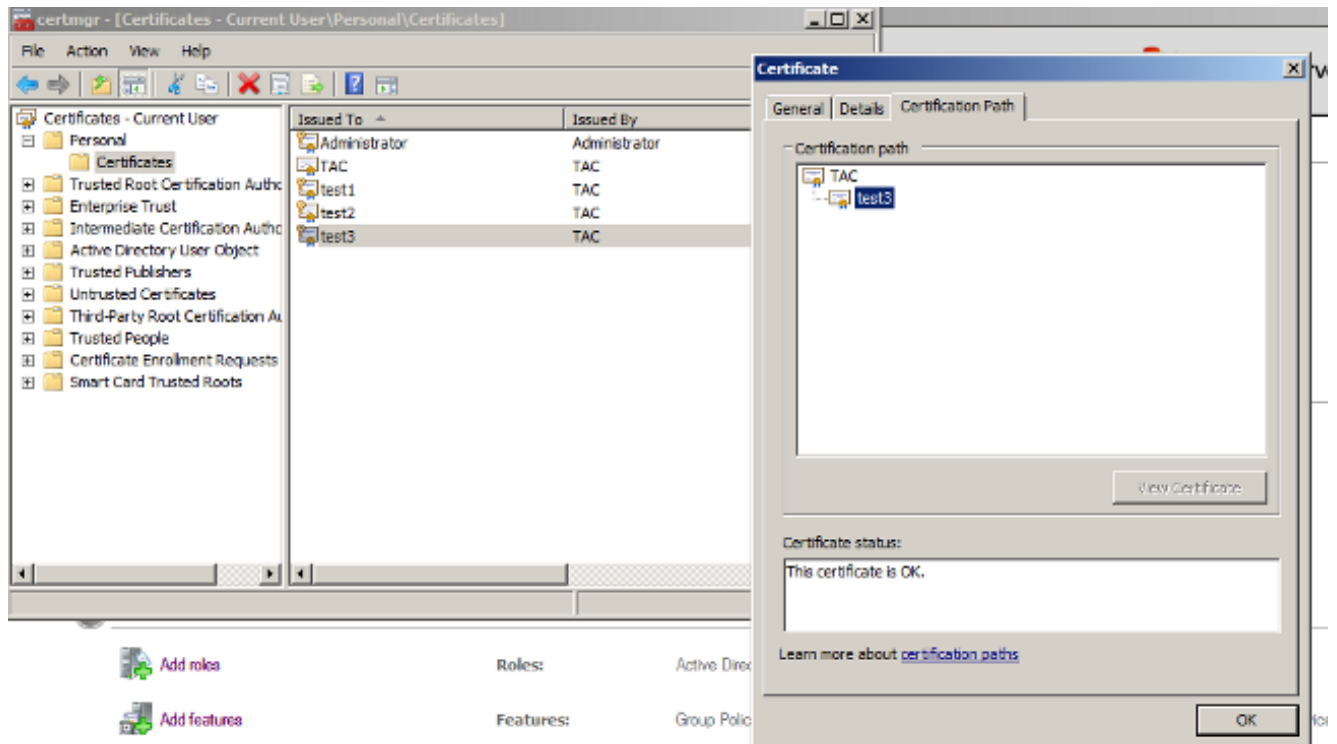 certmgr - [Certificates - Current User\Personal\Certificates]
File Action View Help
Certificates - Current User
Personal
Certificates
Trusted Root Certification Autho
Enterprise Trust
Intermediate Certification Autho
Active Directory User Object
Trusted Publishers
Untrusted Certificates
Third-Party Root Certification Au
Trusted People
Certificate Enrollment Requests
Smart Card Trusted Roots
Issued To Issued By
Administrator Administrator
TAC TAC
test1 TAC
test2 TAC
test3 TAC
Certificate
General Details Certification Path
Certification path
TAC
test3
View Certificate
Certificate status:
This certificate is OK.
Learn more about certification paths
OK
Add roles Roles: Active Direc
Add features Features: Group Polic